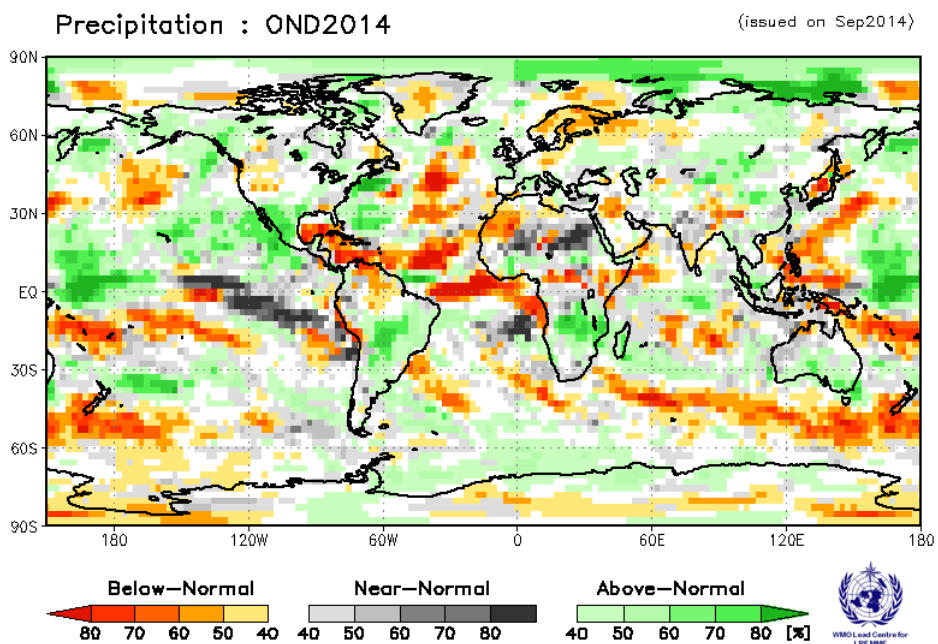 Precipitation : OND2014
(issued on Sep2014)
90N
60N
30N
EQ
30S
60S
90S
180 120W 60W 0 60E 120E 180
Below-Normal Near-Normal Above-Normal
80 70 60 50 40 40 50 60 70 80 40 50 60 70 80 [%]
WMO Lead Centre for
LRFMME